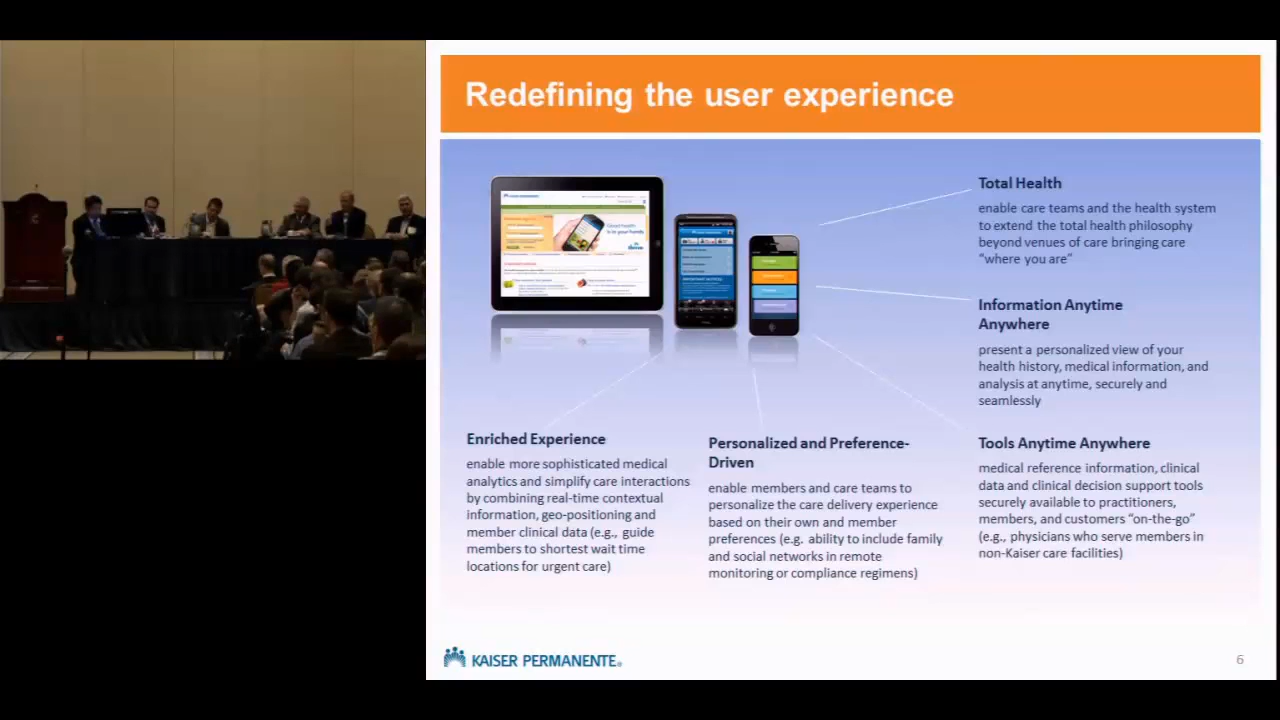 Redefining the user experience
Total Health
enable care teams and the health system
to extend the total health philosophy
beyond venues of care bringing care
“where you are”
Information Anytime
Anywhere
present a personalized view of your
health history, medical information, and
analysis at anytime, securely and
seamlessly
Good health
is in your hands
thrive
Enriched Experience
enable more sophisticated medical
analytics and simplify care interactions
by combining real-time contextual
information, geo-positioning and
member clinical data (e.g., guide
members to shortest wait time
locations for urgent care)
Personalized and Preference-
Driven
enable members and care teams to
personalize the care delivery experience
based on their own and member
preferences (e.g. ability to include family
and social networks in remote
monitoring or compliance regimens)
Tools Anytime Anywhere
medical reference information, clinical
data and clinical decision support tools
securely available to practitioners,
members, and customers “on-the-go”
(e.g., physicians who serve members in
non-Kaiser care facilities)
KAISER PERMANENTE®
6